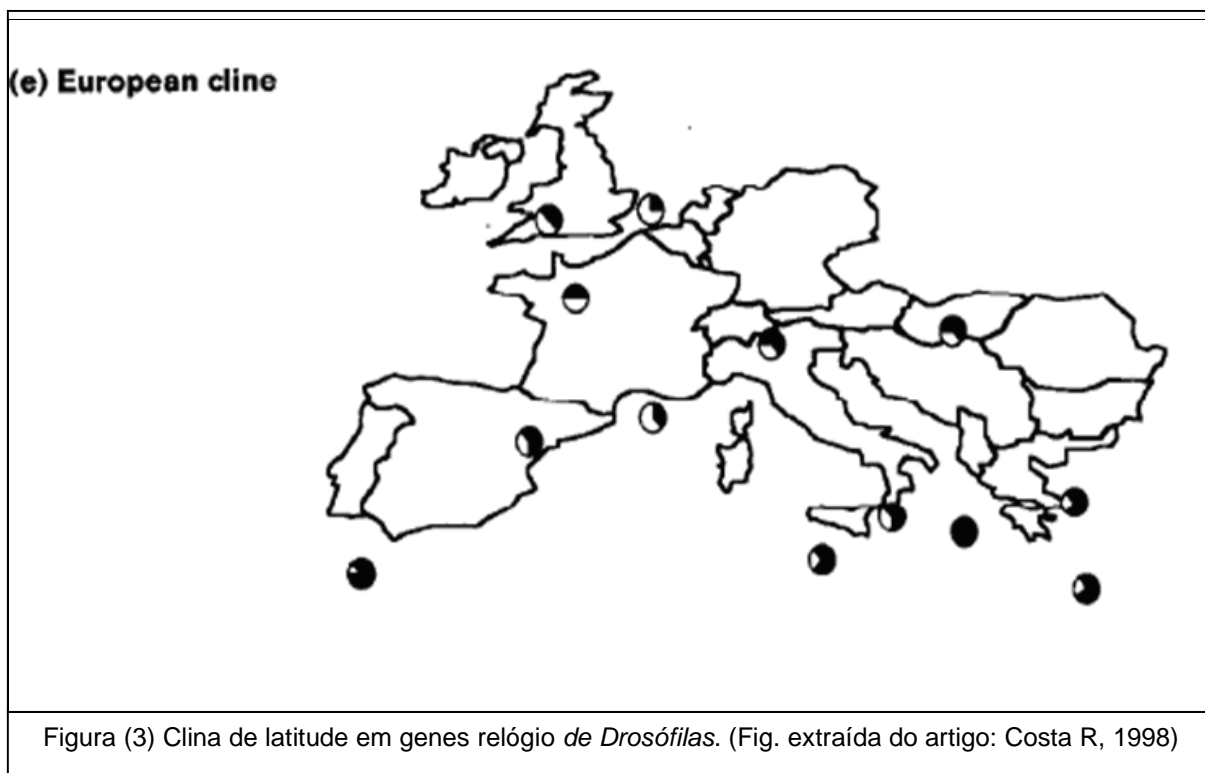 (e) European cline
Figura (3) Clina de latitude em genes relógio de Drosófilas. (Fig. extraída do artigo: Costa R, 1998)